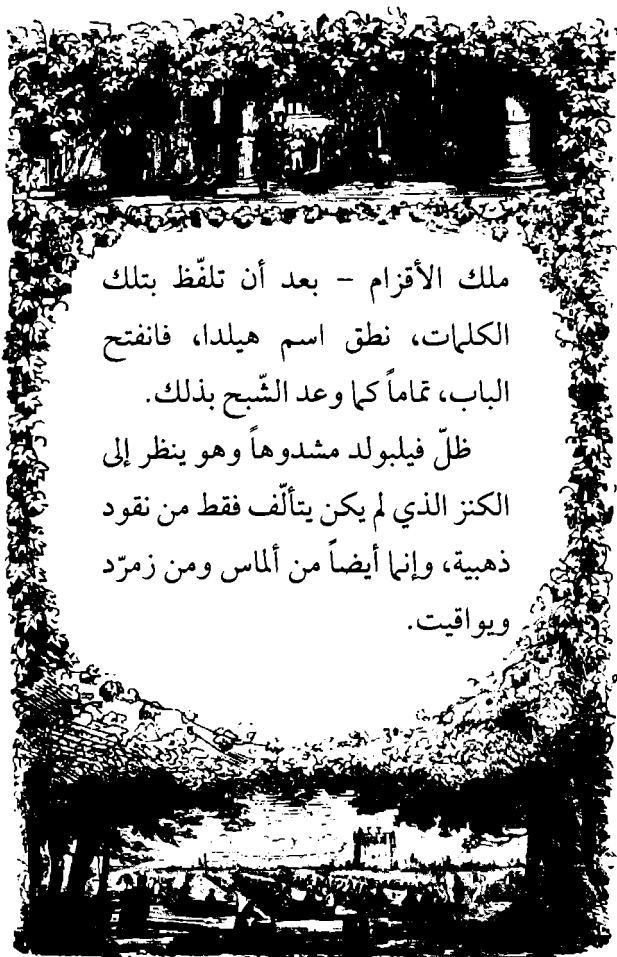 ملك الأقزام – بعد أن تلفّظ بتلك
الكلمات، نطق اسم هيلدا، فانفتح
الباب، تماماً كما وعد الشّبح بذلك.
ظلّ فيلبولد مشدوهاً وهو ينظر إلى
الكنز الذي لم يكن يتألّف فقط من نقود
ذهبية، وإنما أيضاً من ألماس ومن زمرّد
ويواقيت.